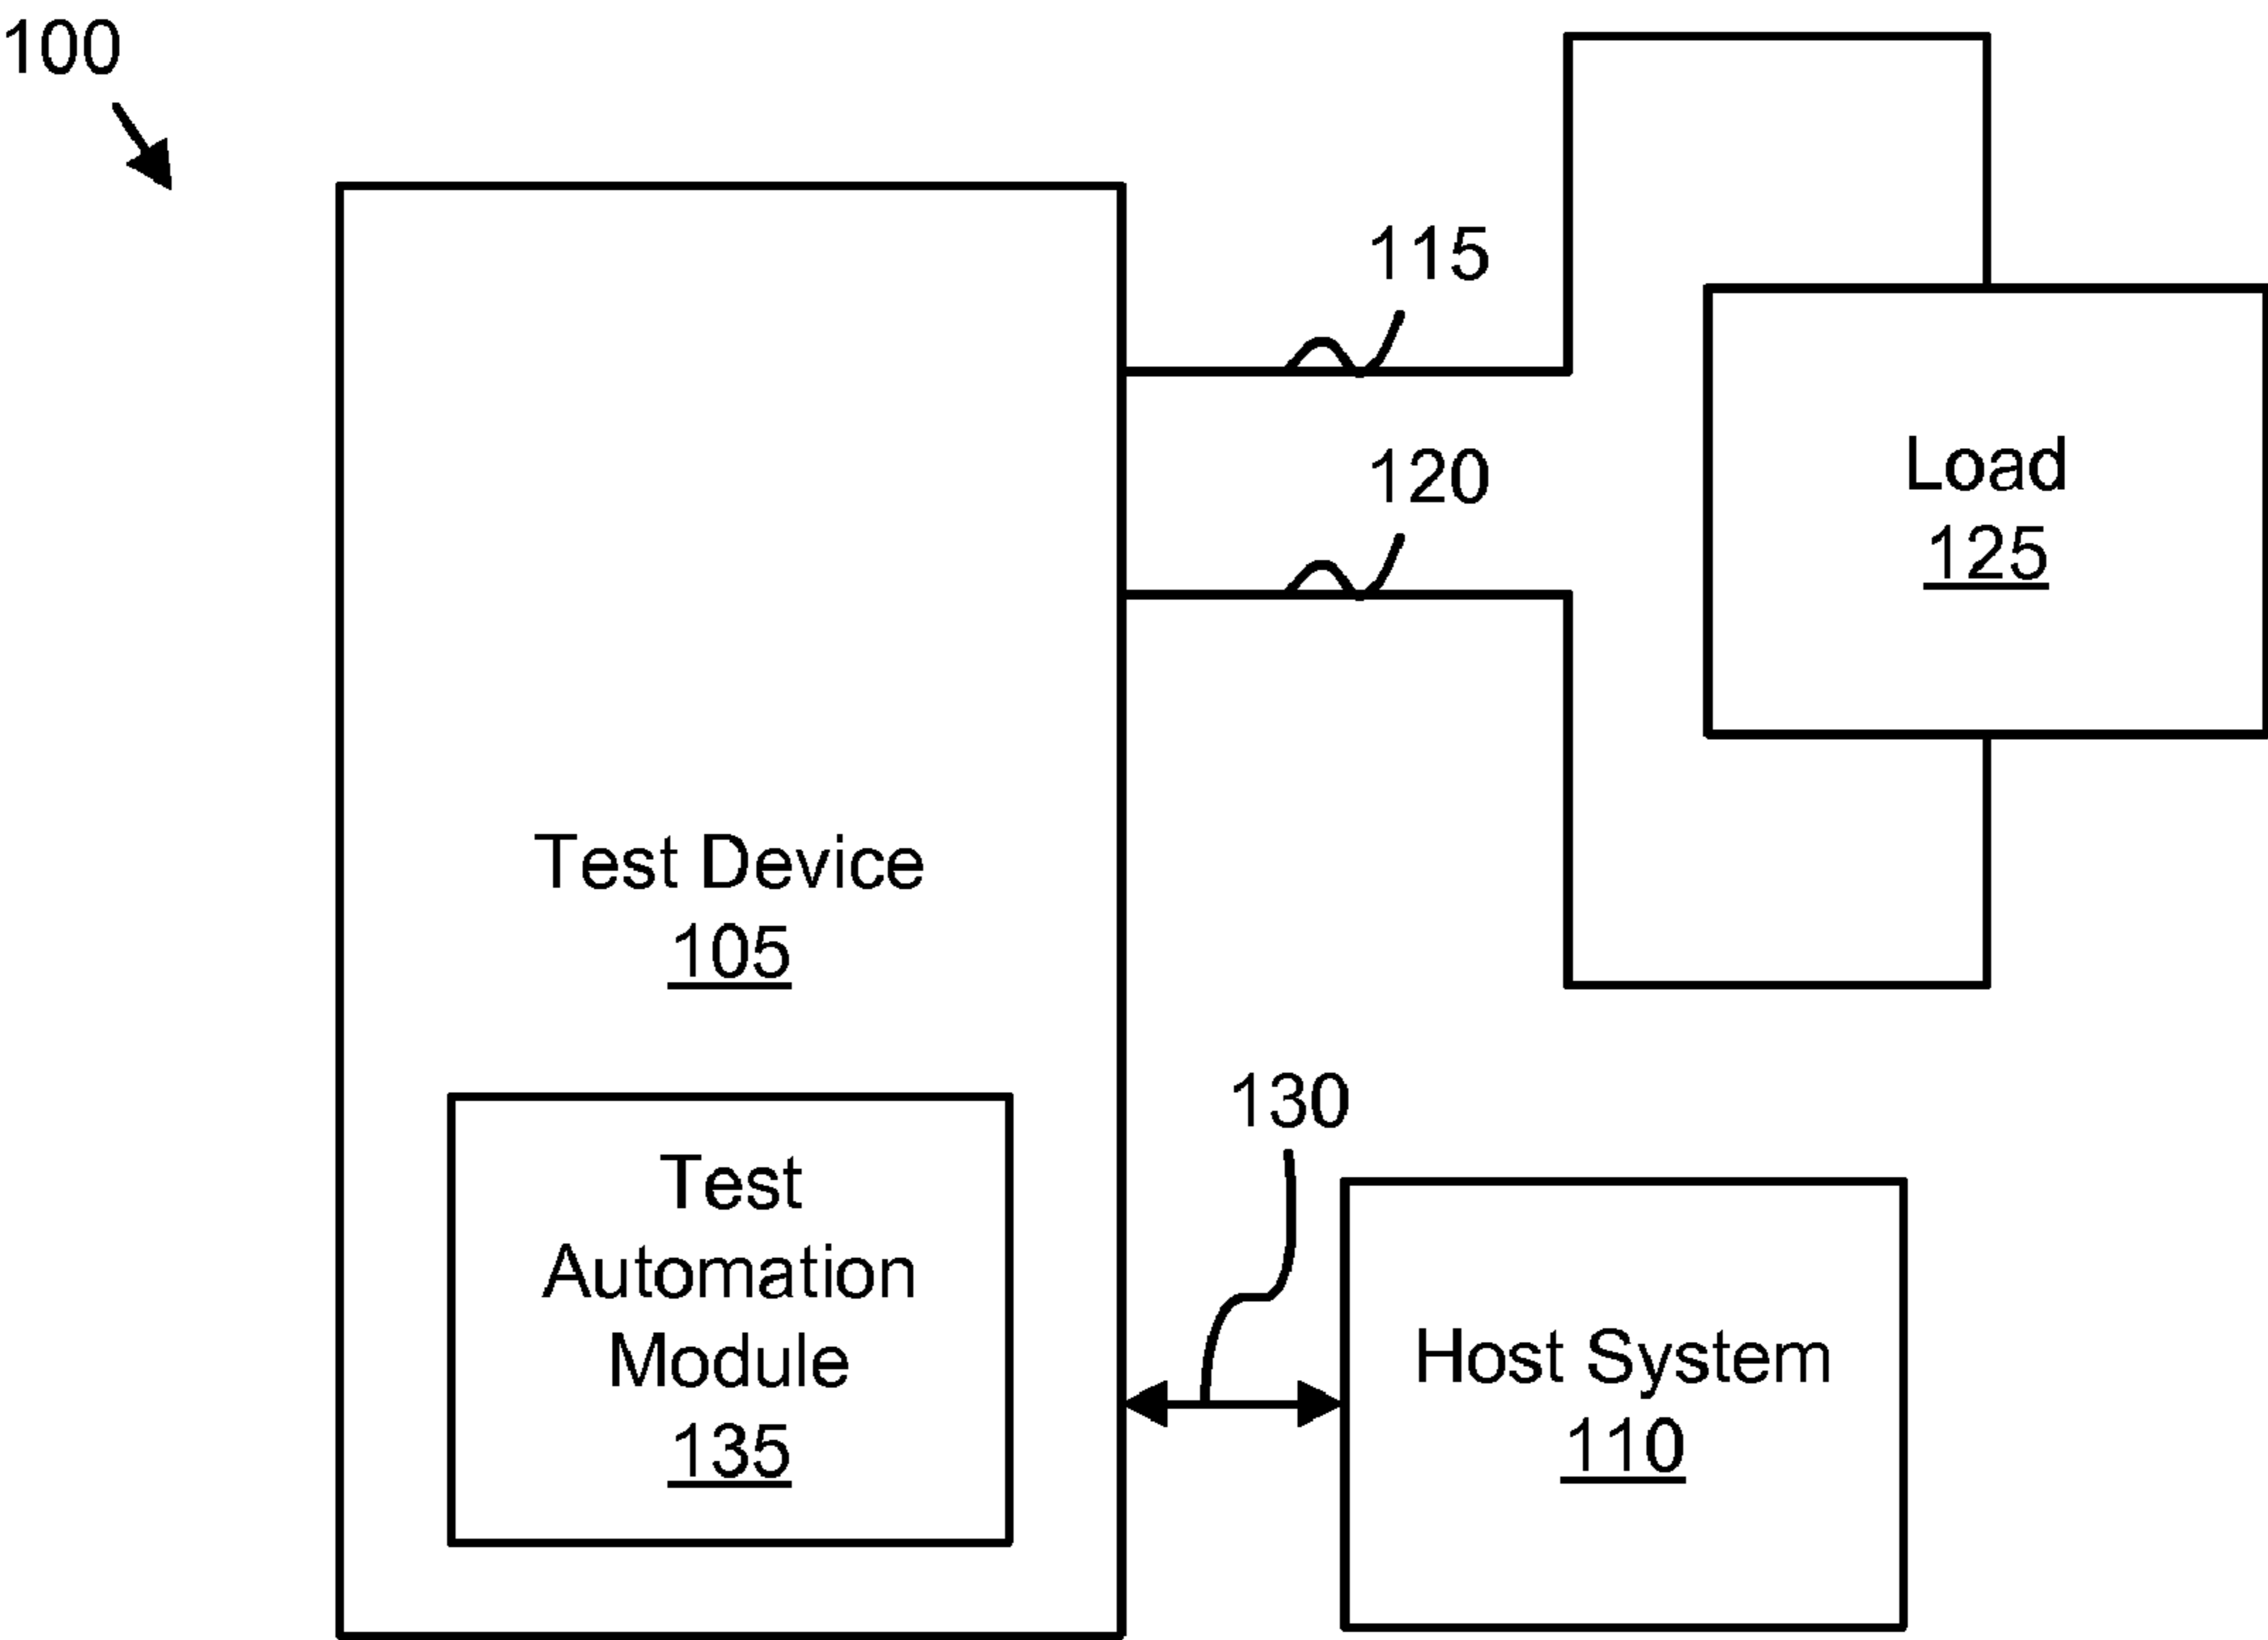 100
115
120
Load
125
Test Device
105
130
Test
Automation
Module
135
Host System
110